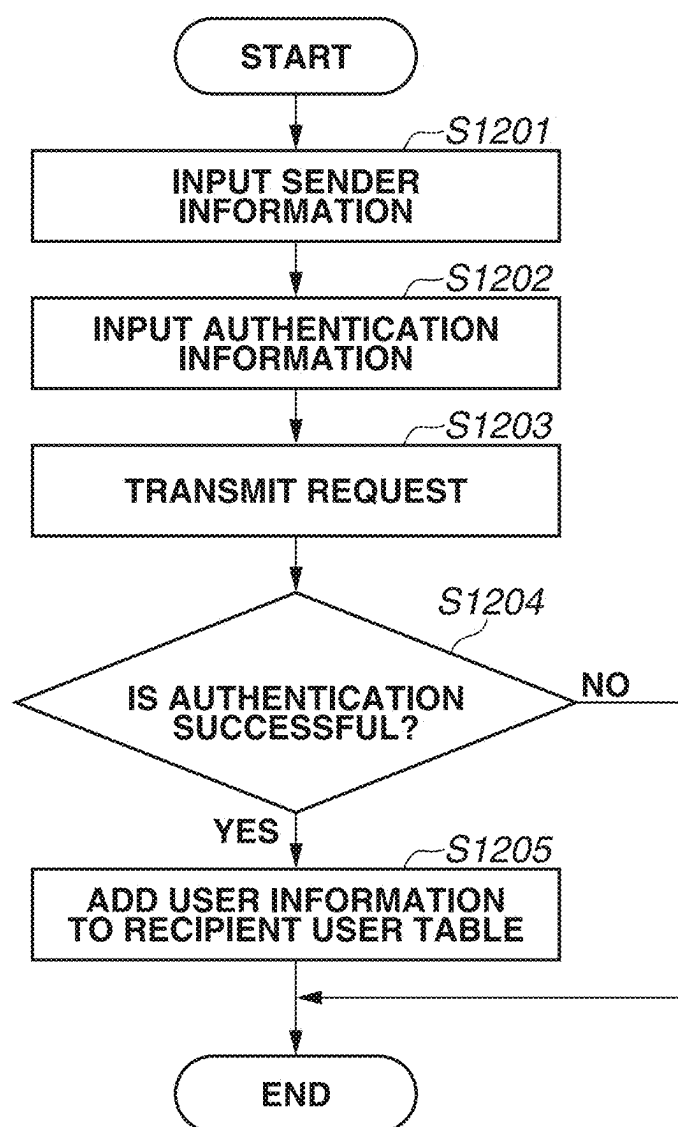 START
S1201
INPUT SENDER
INFORMATION
S1202
INPUT AUTHENTICATION
INFORMATION
S1203
TRANSMIT REQUEST
S1204
IS AUTHENTICATION
SUCCESSFUL?
NO
YES
S1205
ADD USER INFORMATION
TO RECIPIENT USER TABLE
END